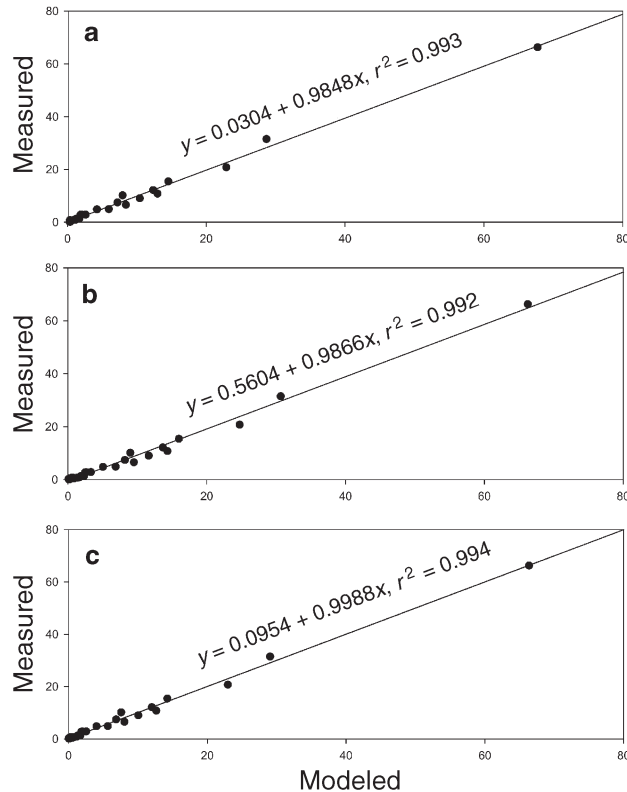 a
Measured
y = 0.0304 + 0.9848x, r² = 0.993
80
60
40
20
0
0 20 40 60 80
b
Measured
y = 0.5604 + 0.9866x, r² = 0.992
80
60
40
20
0
0 20 40 60 80
c
Measured
y = 0.0954 + 0.9988x, r² = 0.994
80
60
40
20
0
0 20 40 60 80
Modeled